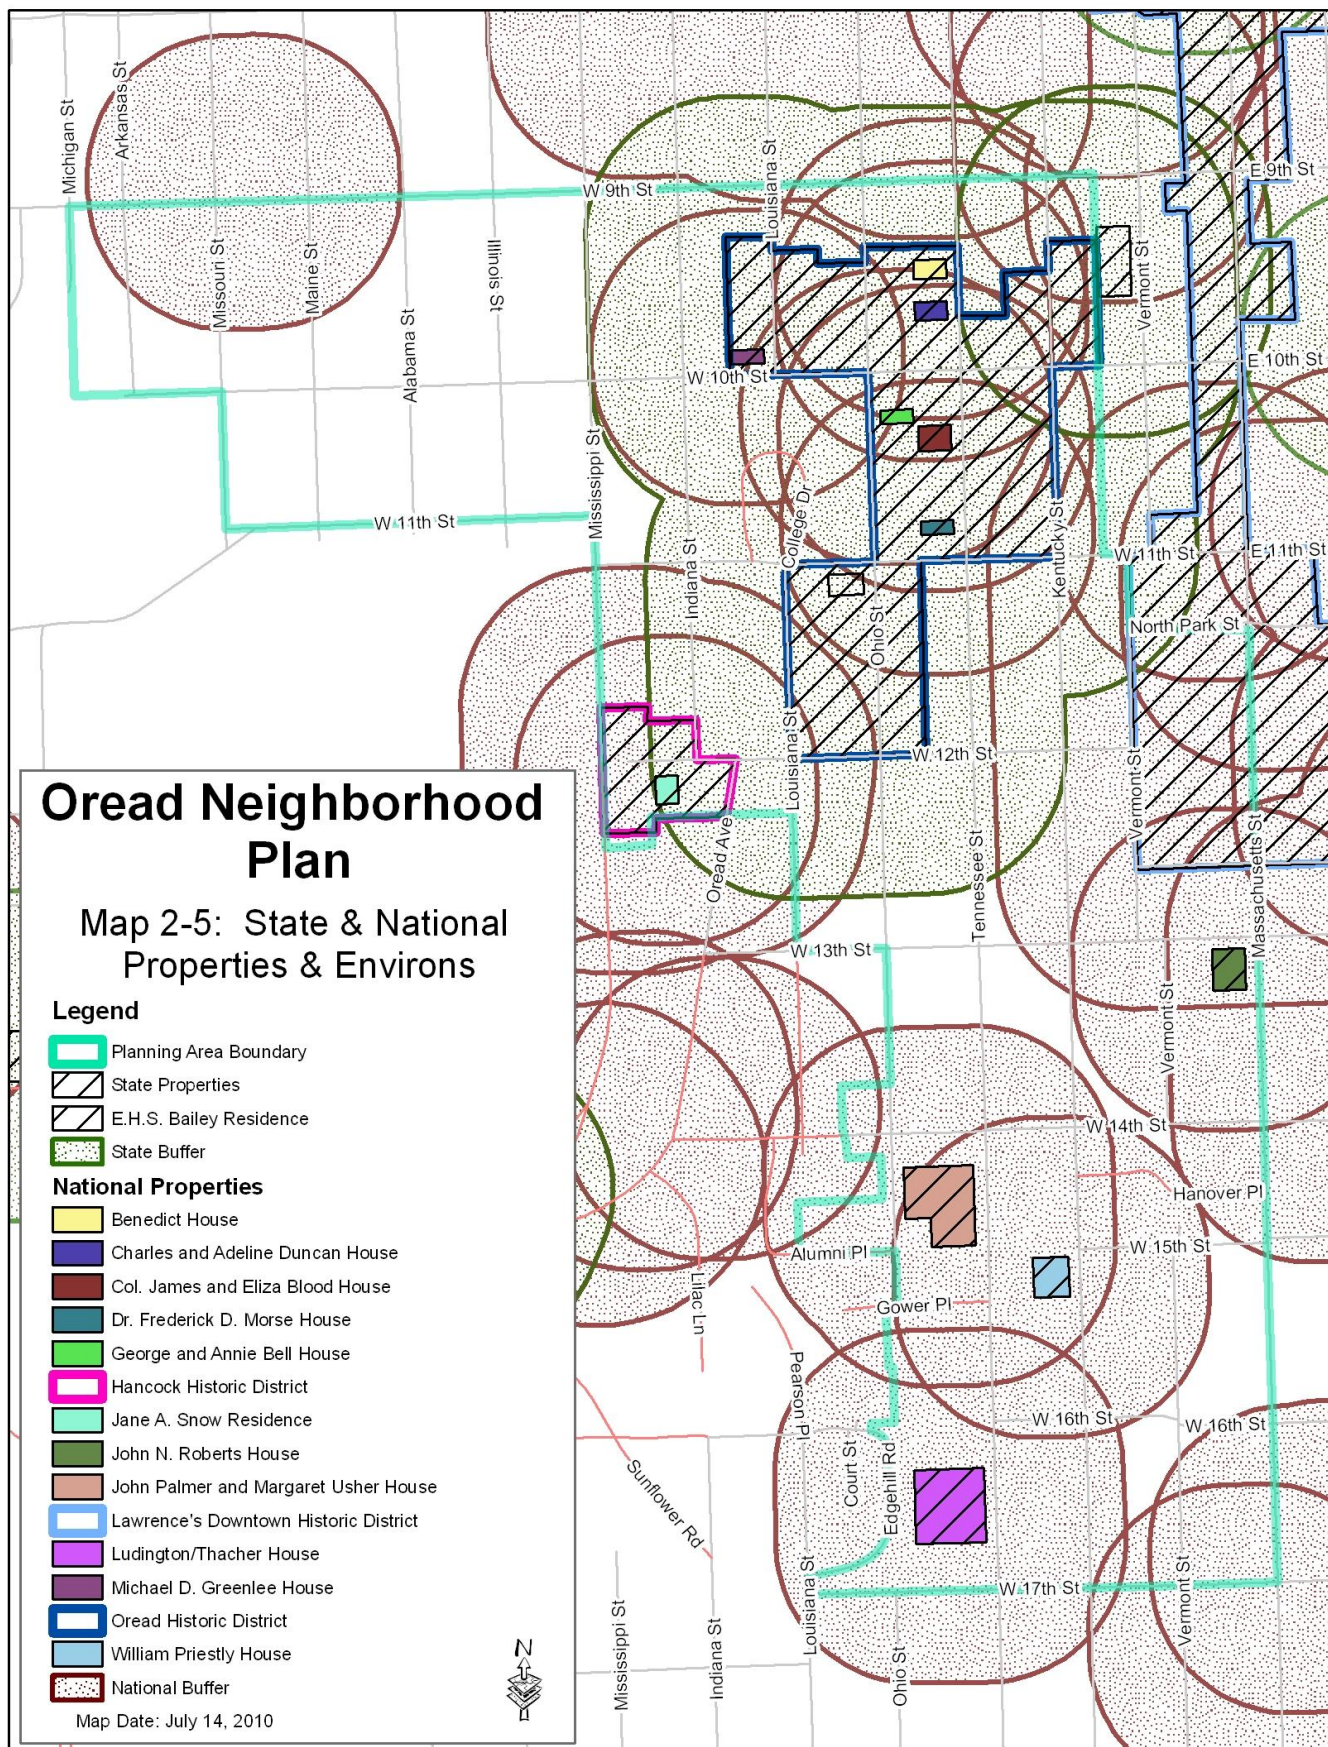 Oread Neighborhood
Plan
Map 2-5:  State & National
Properties & Environs
Legend
Planning Area Boundary
State Properties
E.H.S. Bailey Residence
State Buffer
National Properties
Benedict House
Charles and Adeline Duncan House
Col. James and Eliza Blood House
Dr. Frederick D. Morse House
George and Annie Bell House
Hancock Historic District
Jane A. Snow Residence
John N. Roberts House
John Palmer and Margaret Usher House
Lawrence's Downtown Historic District
Ludington/Thacher House
Michael D. Greenlee House
Oread Historic District
William Priestly House
National Buffer
Map Date: July 14, 2010
N
Michigan St
Arkansas St
Missouri St
Maine St
Alabama St
Illinois St
W 9th St
Louisiana St
Vermont St
E 9th St
W 10th St
E 10th St
Mississippi St
W 11th St
College Dr
Indiana St
Ohio St
Kentucky St
W 11th St
E 11th St
North Park St
Louisiana St
W 12th St
Vermont St
Oread Ave
Tennessee St
Massachusetts St
W 13th St
Vermont St
W 14th St
Hanover Pl
W 15th St
Alumni Pl
Gower Pl
Lilac Ln
Pearson Pl
W 16th St
W 16th St
Court St
Edgehill Rd
Sunflower Rd
Louisiana St
W 17th St
Vermont St
Mississippi St
Indiana St
Ohio St